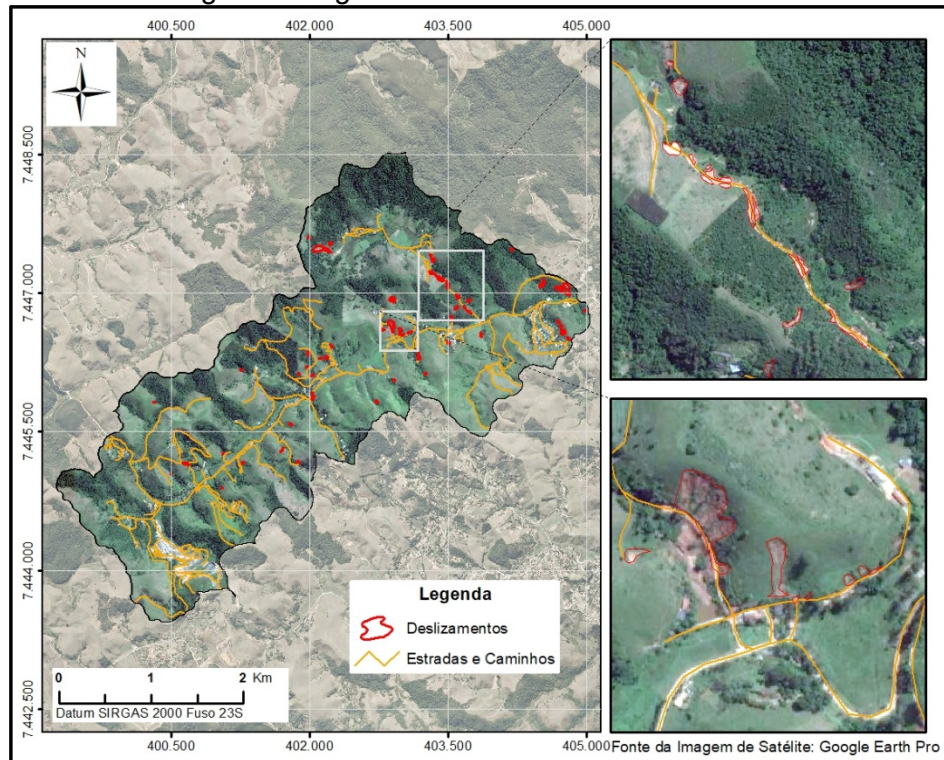 400.500 402.000 403.500 405.000
N
7.448.500
7.447.000
7.445.500
7.444.000
7.442.500
Legenda
Deslizamentos
Estradas e Caminhos
0 1 2 Km
Datum SIRGAS 2000 Fuso 23S
400.500 402.000 403.500 405.000
Fonte da Imagem de Satélite: Google Earth Pro